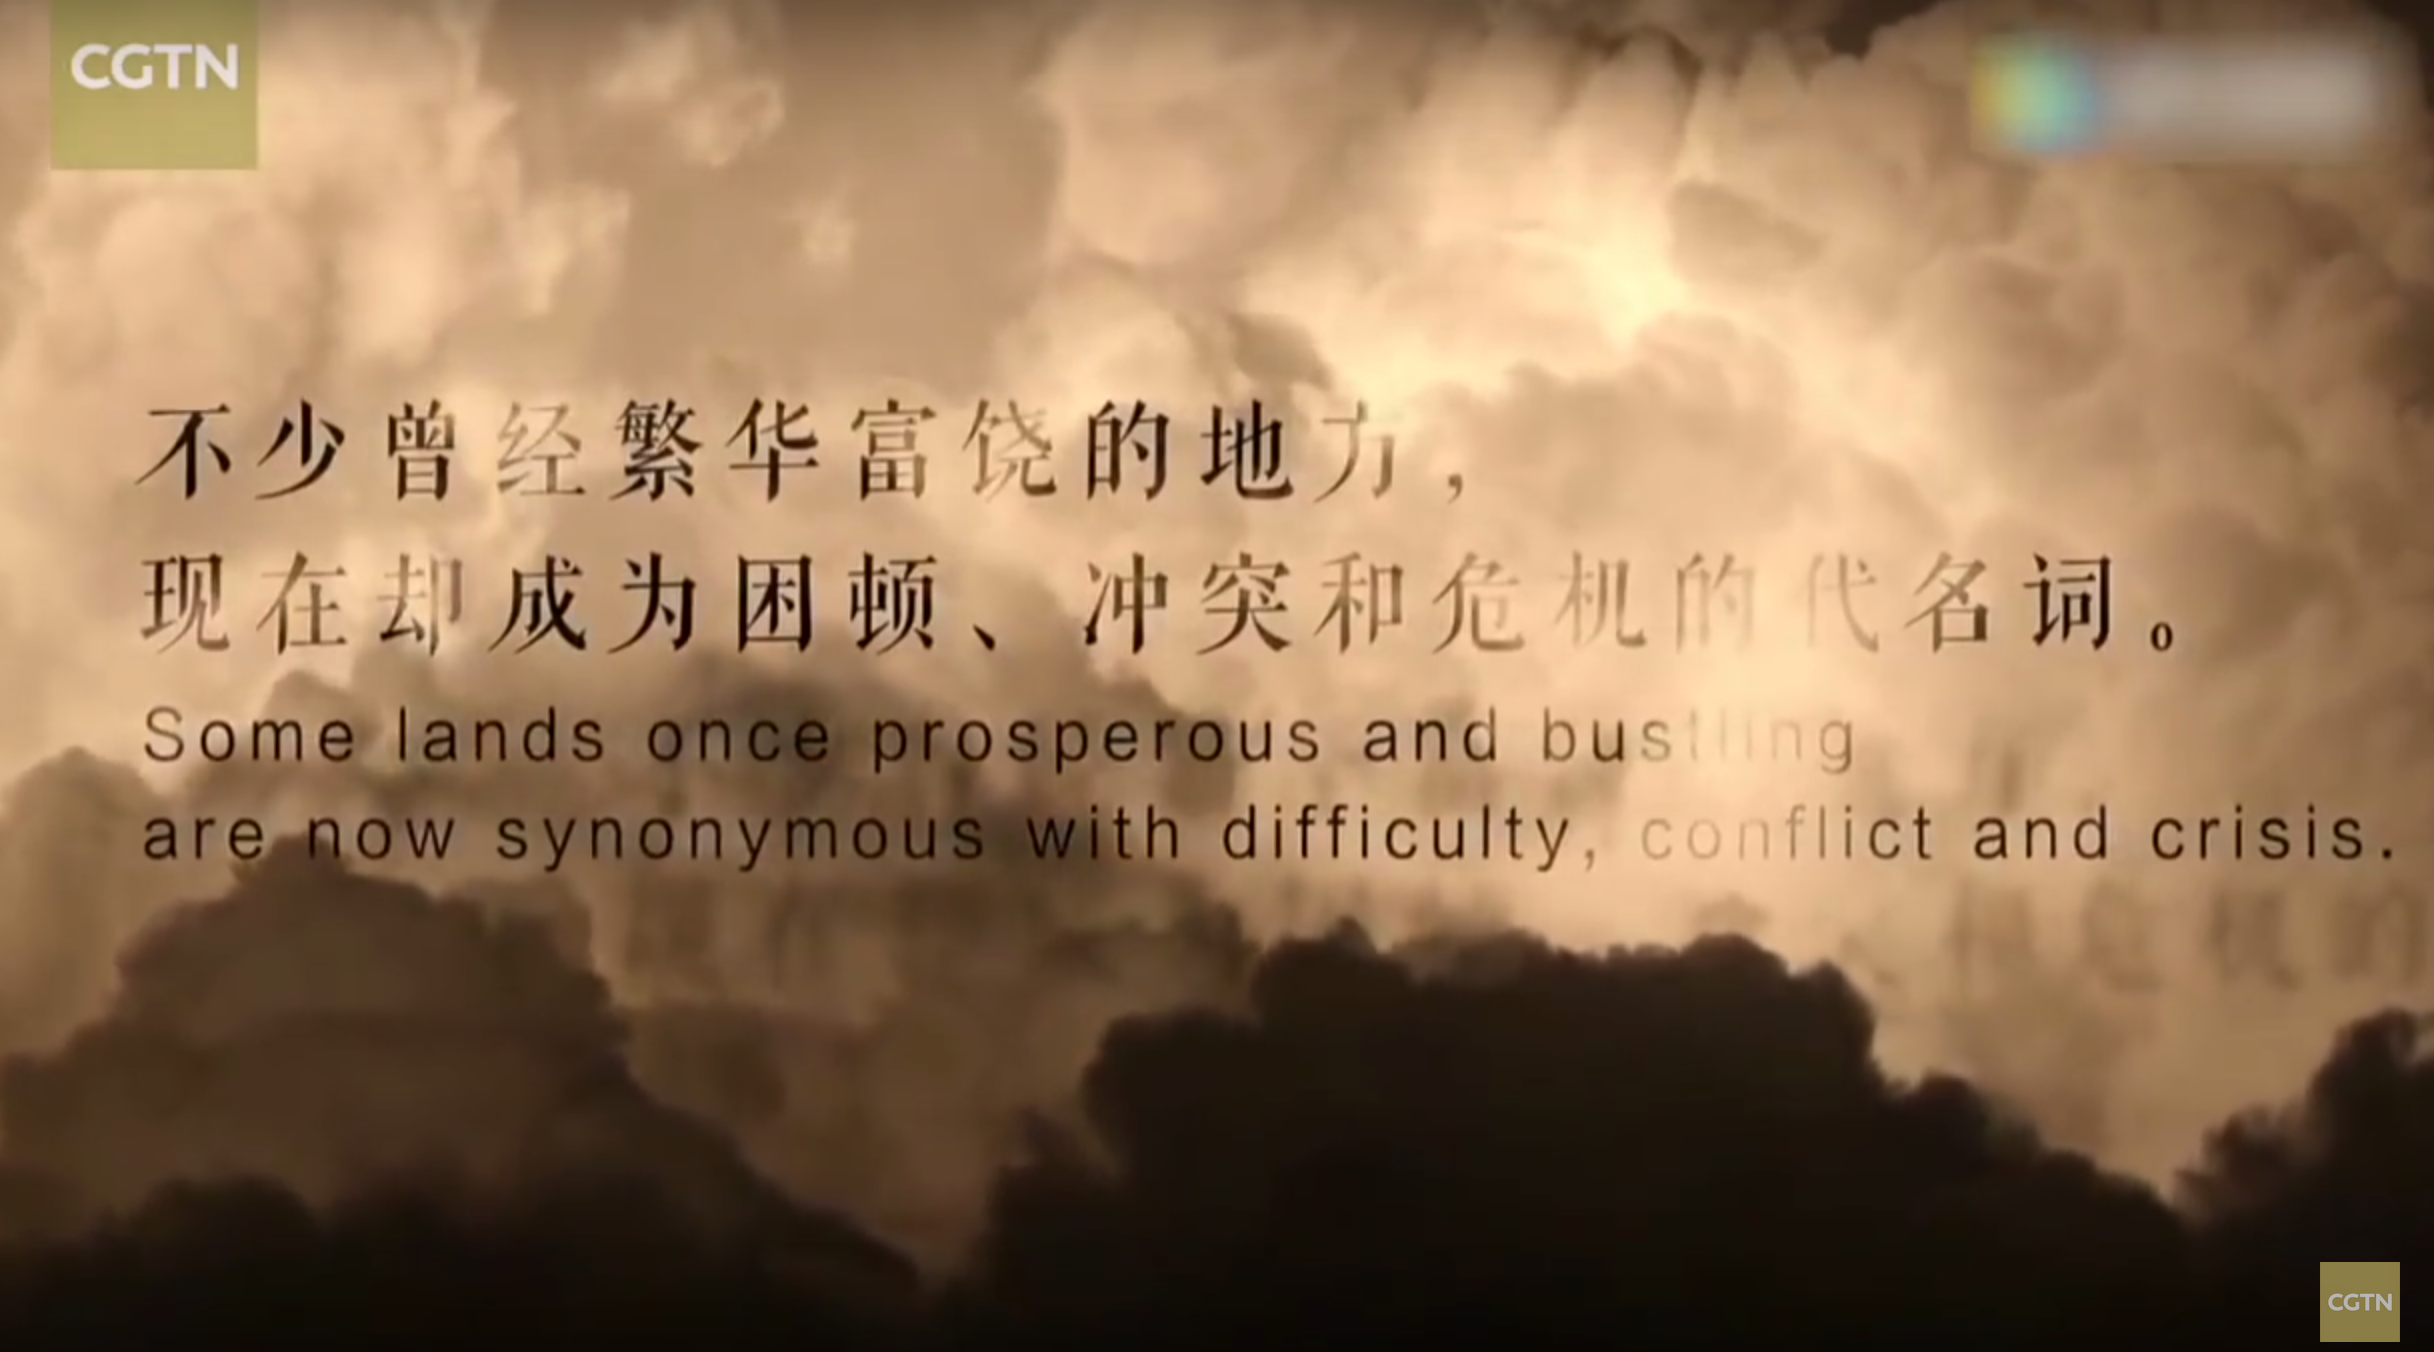 CGTN
不少曾经繁华富饶的地方，
现在却成为困顿、冲突和危机的代名词。
Some lands once prosperous and bustling
are now synonymous with difficulty, conflict and crisis.
CGTN